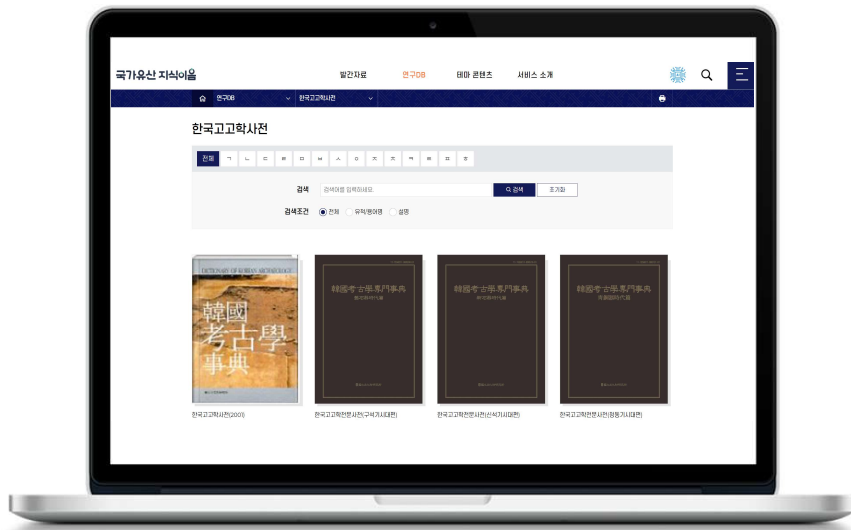 국가유산 지식이음
발간자료 연구DB 테마 콘텐츠 서비스 소개
연구DB 한국고고학사전
한국고고학사전
전체 ㄱ ㄴ ㄷ ㄹ ㅁ ㅂ ㅅ ㅇ ㅈ ㅊ ㅋ ㅌ ㅍ ㅎ
검색 검색어를 입력하세요. 검색 초기화
검색조건 전체 유적/용어명 설명
DICTIONARY OF KOREAN ARCHAEOLOGY
韓國
考古學
事典
韓國考古學專門事典
韓國考古學專門事典
韓國考古學專門事典
靑銅器時代篇
한국고고학사전(2001) 한국고고학전문사전(구석기시대편) 한국고고학전문사전(신석기시대편) 한국고고학전문사전(청동기시대편)